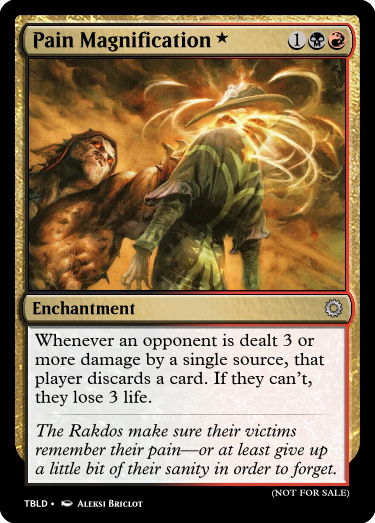 Pain Magnification ★ 1
Enchantment
Whenever an opponent is dealt 3 or
more damage by a single source, that
player discards a card. If they can't,
they lose 3 life.
The Rakdos make sure their victims
remember their pain—or at least give up
a little bit of their sanity in order to forget.
(NOT FOR SALE)
TBLD • Aleksi Briclot